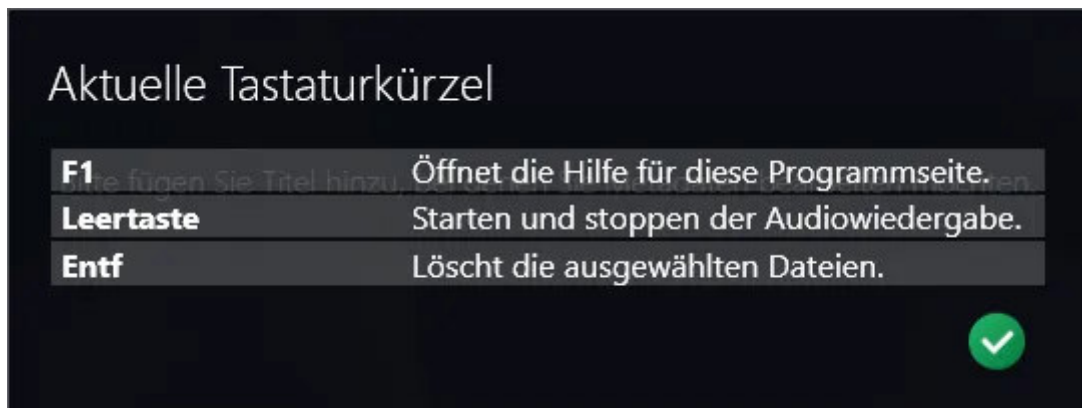 Aktuelle Tastaturkürzel
F1 Öffnet die Hilfe für diese Programmseite.
Leertaste Starten und stoppen der Audiowiedergabe.
Entf Löscht die ausgewählten Dateien.